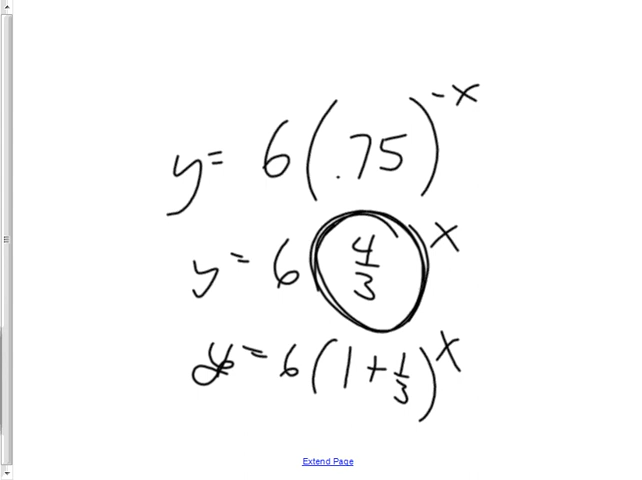 y = 6(.75)^-x
y = 6(4/3)^x
y = 6(1 + 1/3)^x
Extend Page